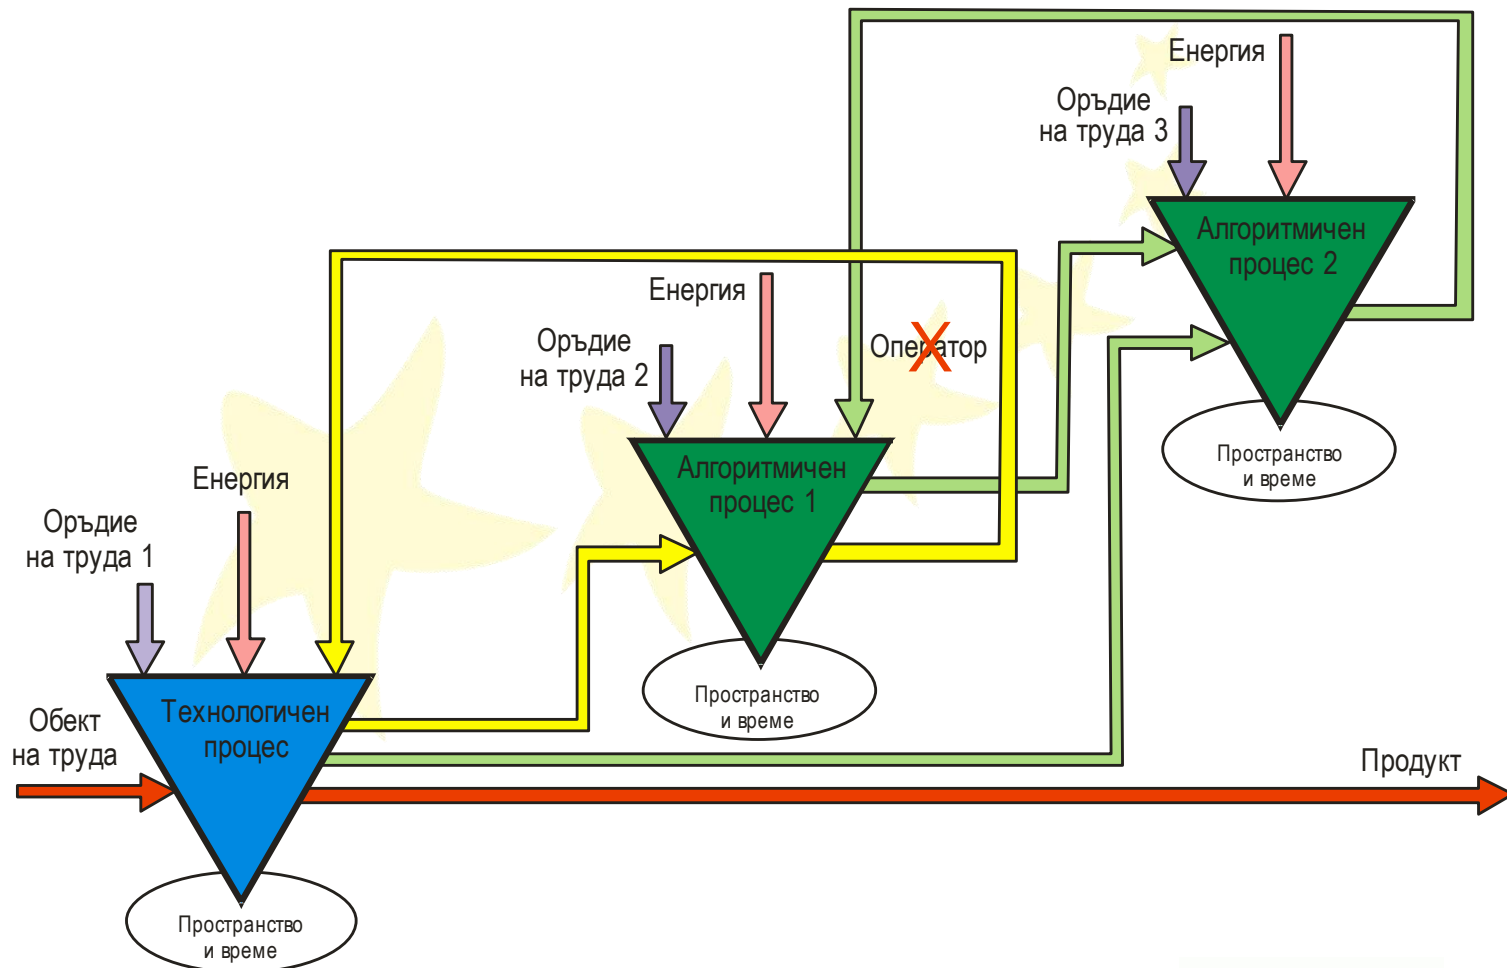 Енергия
Оръдие
на труда 3
Алгоритмичен
процес 2
Пространство
и време
Енергия
Оръдие
на труда 2
Оператор
Алгоритмичен
процес 1
Пространство
и време
Енергия
Оръдие
на труда 1
Технологичен
процес
Обект
на труда
Продукт
Пространство
и време